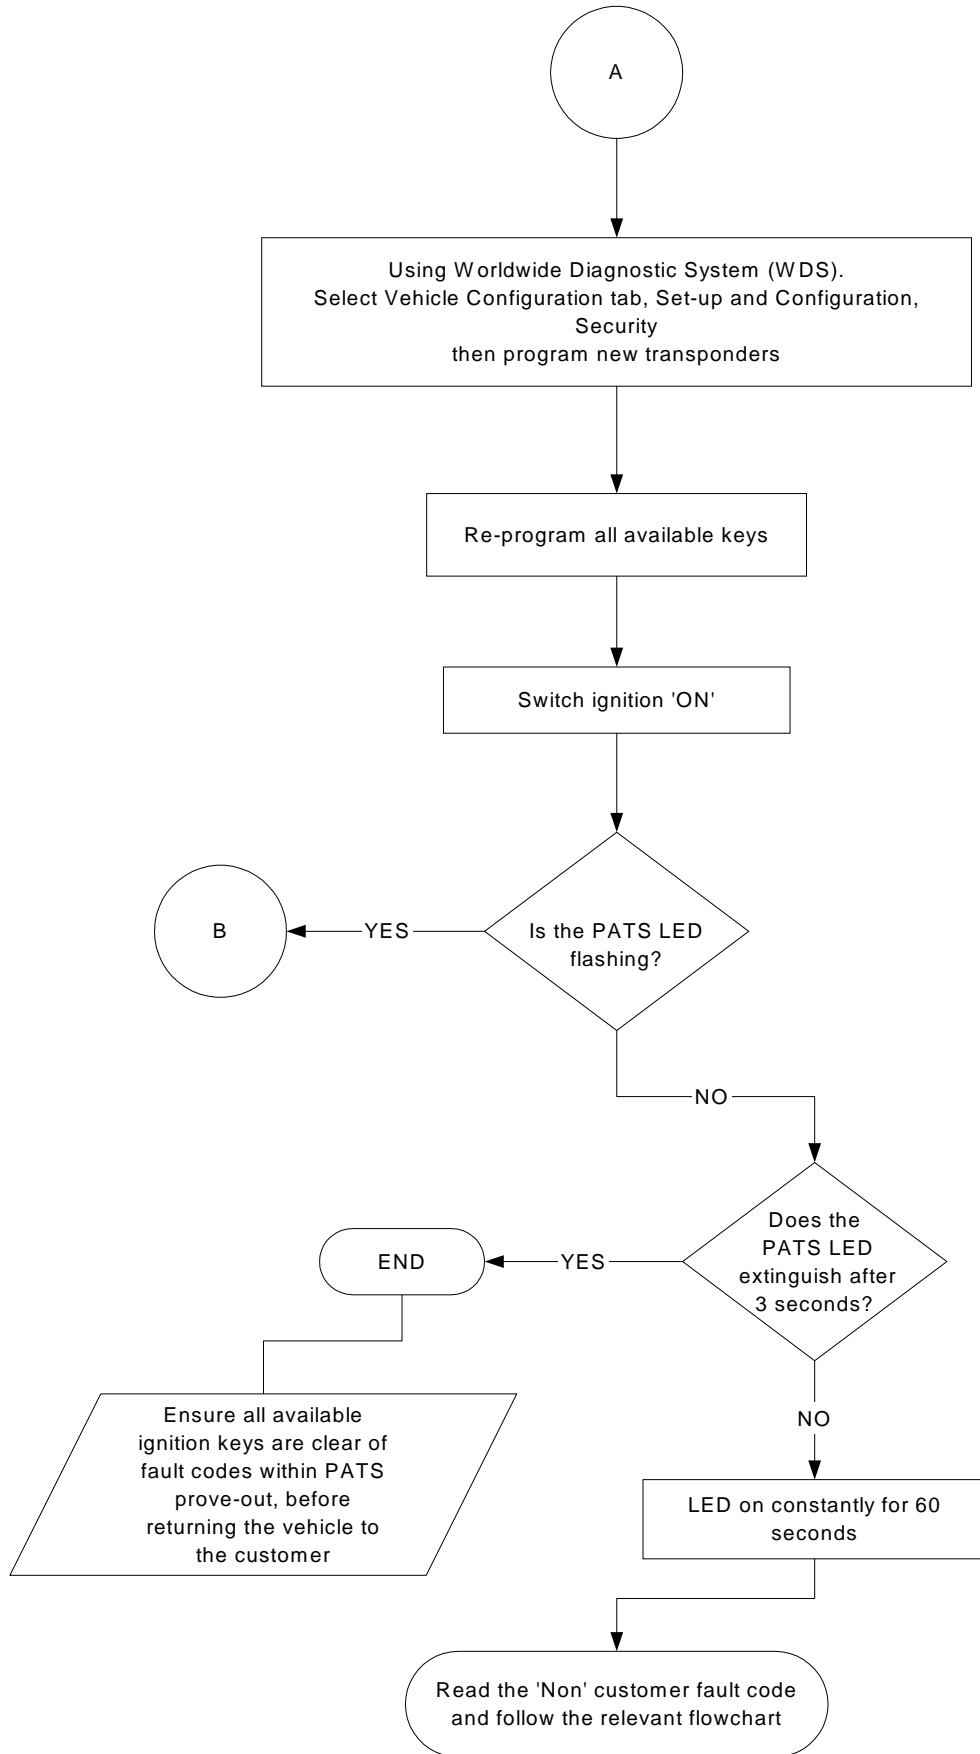 A
Using Worldwide Diagnostic System (WDS).
Select Vehicle Configuration tab, Set-up and Configuration,
Security
then program new transponders
Re-program all available keys
Switch ignition 'ON'
Is the PATS LED
flashing?
YES
B
NO
Does the
PATS LED
extinguish after
3 seconds?
YES
END
Ensure all available
ignition keys are clear of
fault codes within PATS
prove-out, before
returning the vehicle to
the customer
NO
LED on constantly for 60
seconds
Read the 'Non' customer fault code
and follow the relevant flowchart